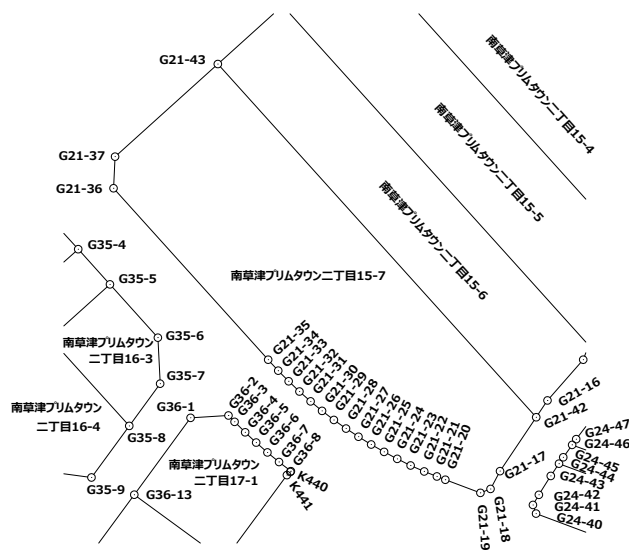 G21-43
南草津プリムタウン二丁目15-4
南草津プリムタウン二丁目15-5
G21-37
G21-36
南草津プリムタウン二丁目15-6
G35-4
南草津プリムタウン二丁目15-7
G35-5
G35-6
南草津プリムタウン
二丁目16-3
G35-7
南草津プリムタウン
二丁目16-4
G35-8
G35-9
G36-1
G36-13
G36-2
G36-3
G36-4
G36-5
G36-6
G36-7
G36-8
K440
K441
南草津プリムタウン
二丁目17-1
G21-35
G21-34
G21-33
G21-32
G21-31
G21-30
G21-29
G21-28
G21-27
G21-26
G21-25
G21-24
G21-23
G21-22
G21-21
G21-20
G21-19
G21-18
G21-17
G21-16
G21-42
G24-47
G24-46
G24-45
G24-44
G24-43
G24-42
G24-41
G24-40